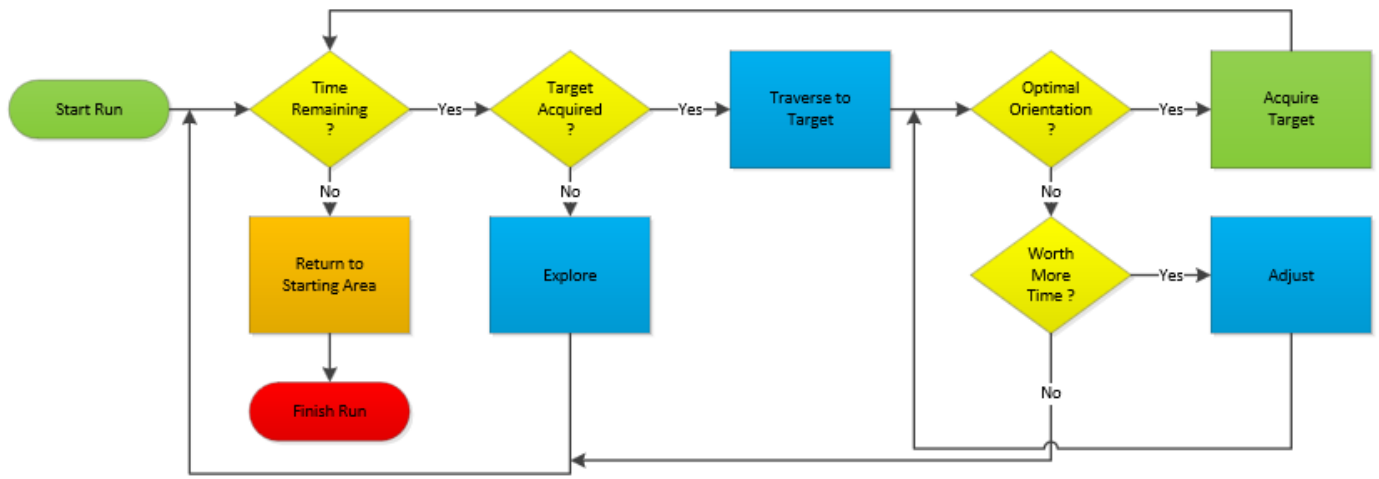 Start Run
Time
Remaining
?
Yes
Target
Acquired
?
Yes
Traverse to
Target
Optimal
Orientation
?
Yes
Acquire
Target
No
No
No
Return to
Starting Area
Explore
Worth
More
Time ?
Yes
Adjust
No
Finish Run